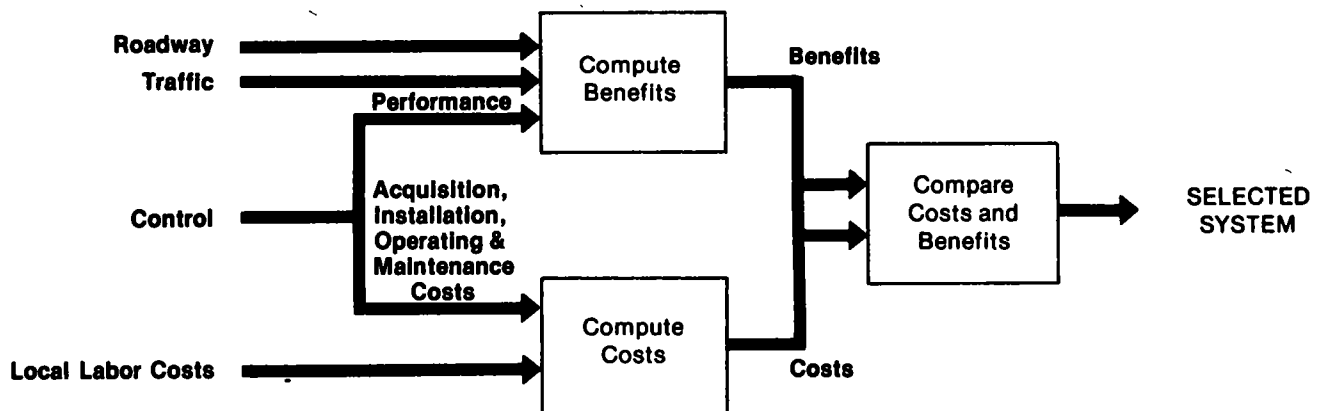 Roadway
Traffic
Performance
Compute
Benefits
Benefits
Control
Acquisition,
Installation,
Operating &
Maintenance
Costs
Compare
Costs and
Benefits
SELECTED
SYSTEM
Local Labor Costs
Compute
Costs
Costs